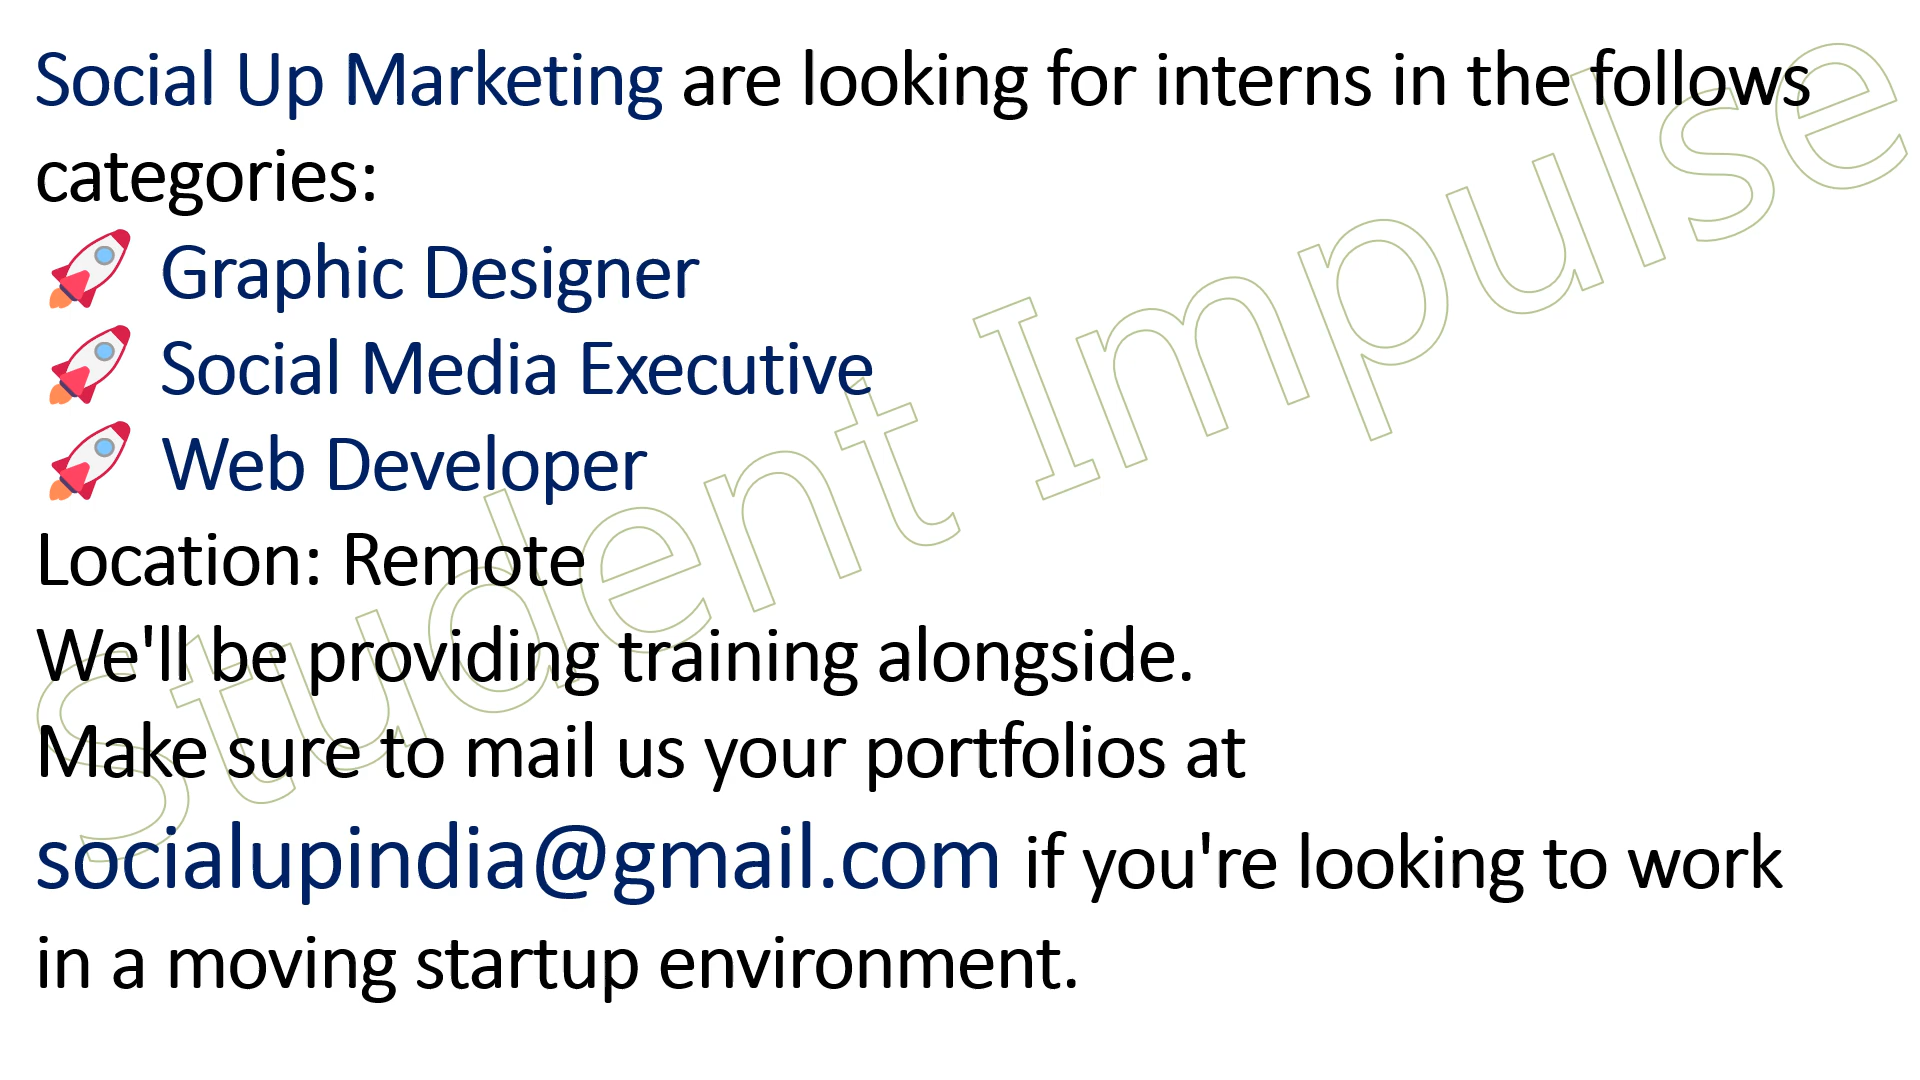 Social Up Marketing are looking for interns in the follows
categories:
🚀 Graphic Designer
🚀 Social Media Executive
🚀 Web Developer
Location: Remote
We'll be providing training alongside.
Make sure to mail us your portfolios at
socialupindia@gmail.com if you're looking to work
in a moving startup environment.
Student Impulse